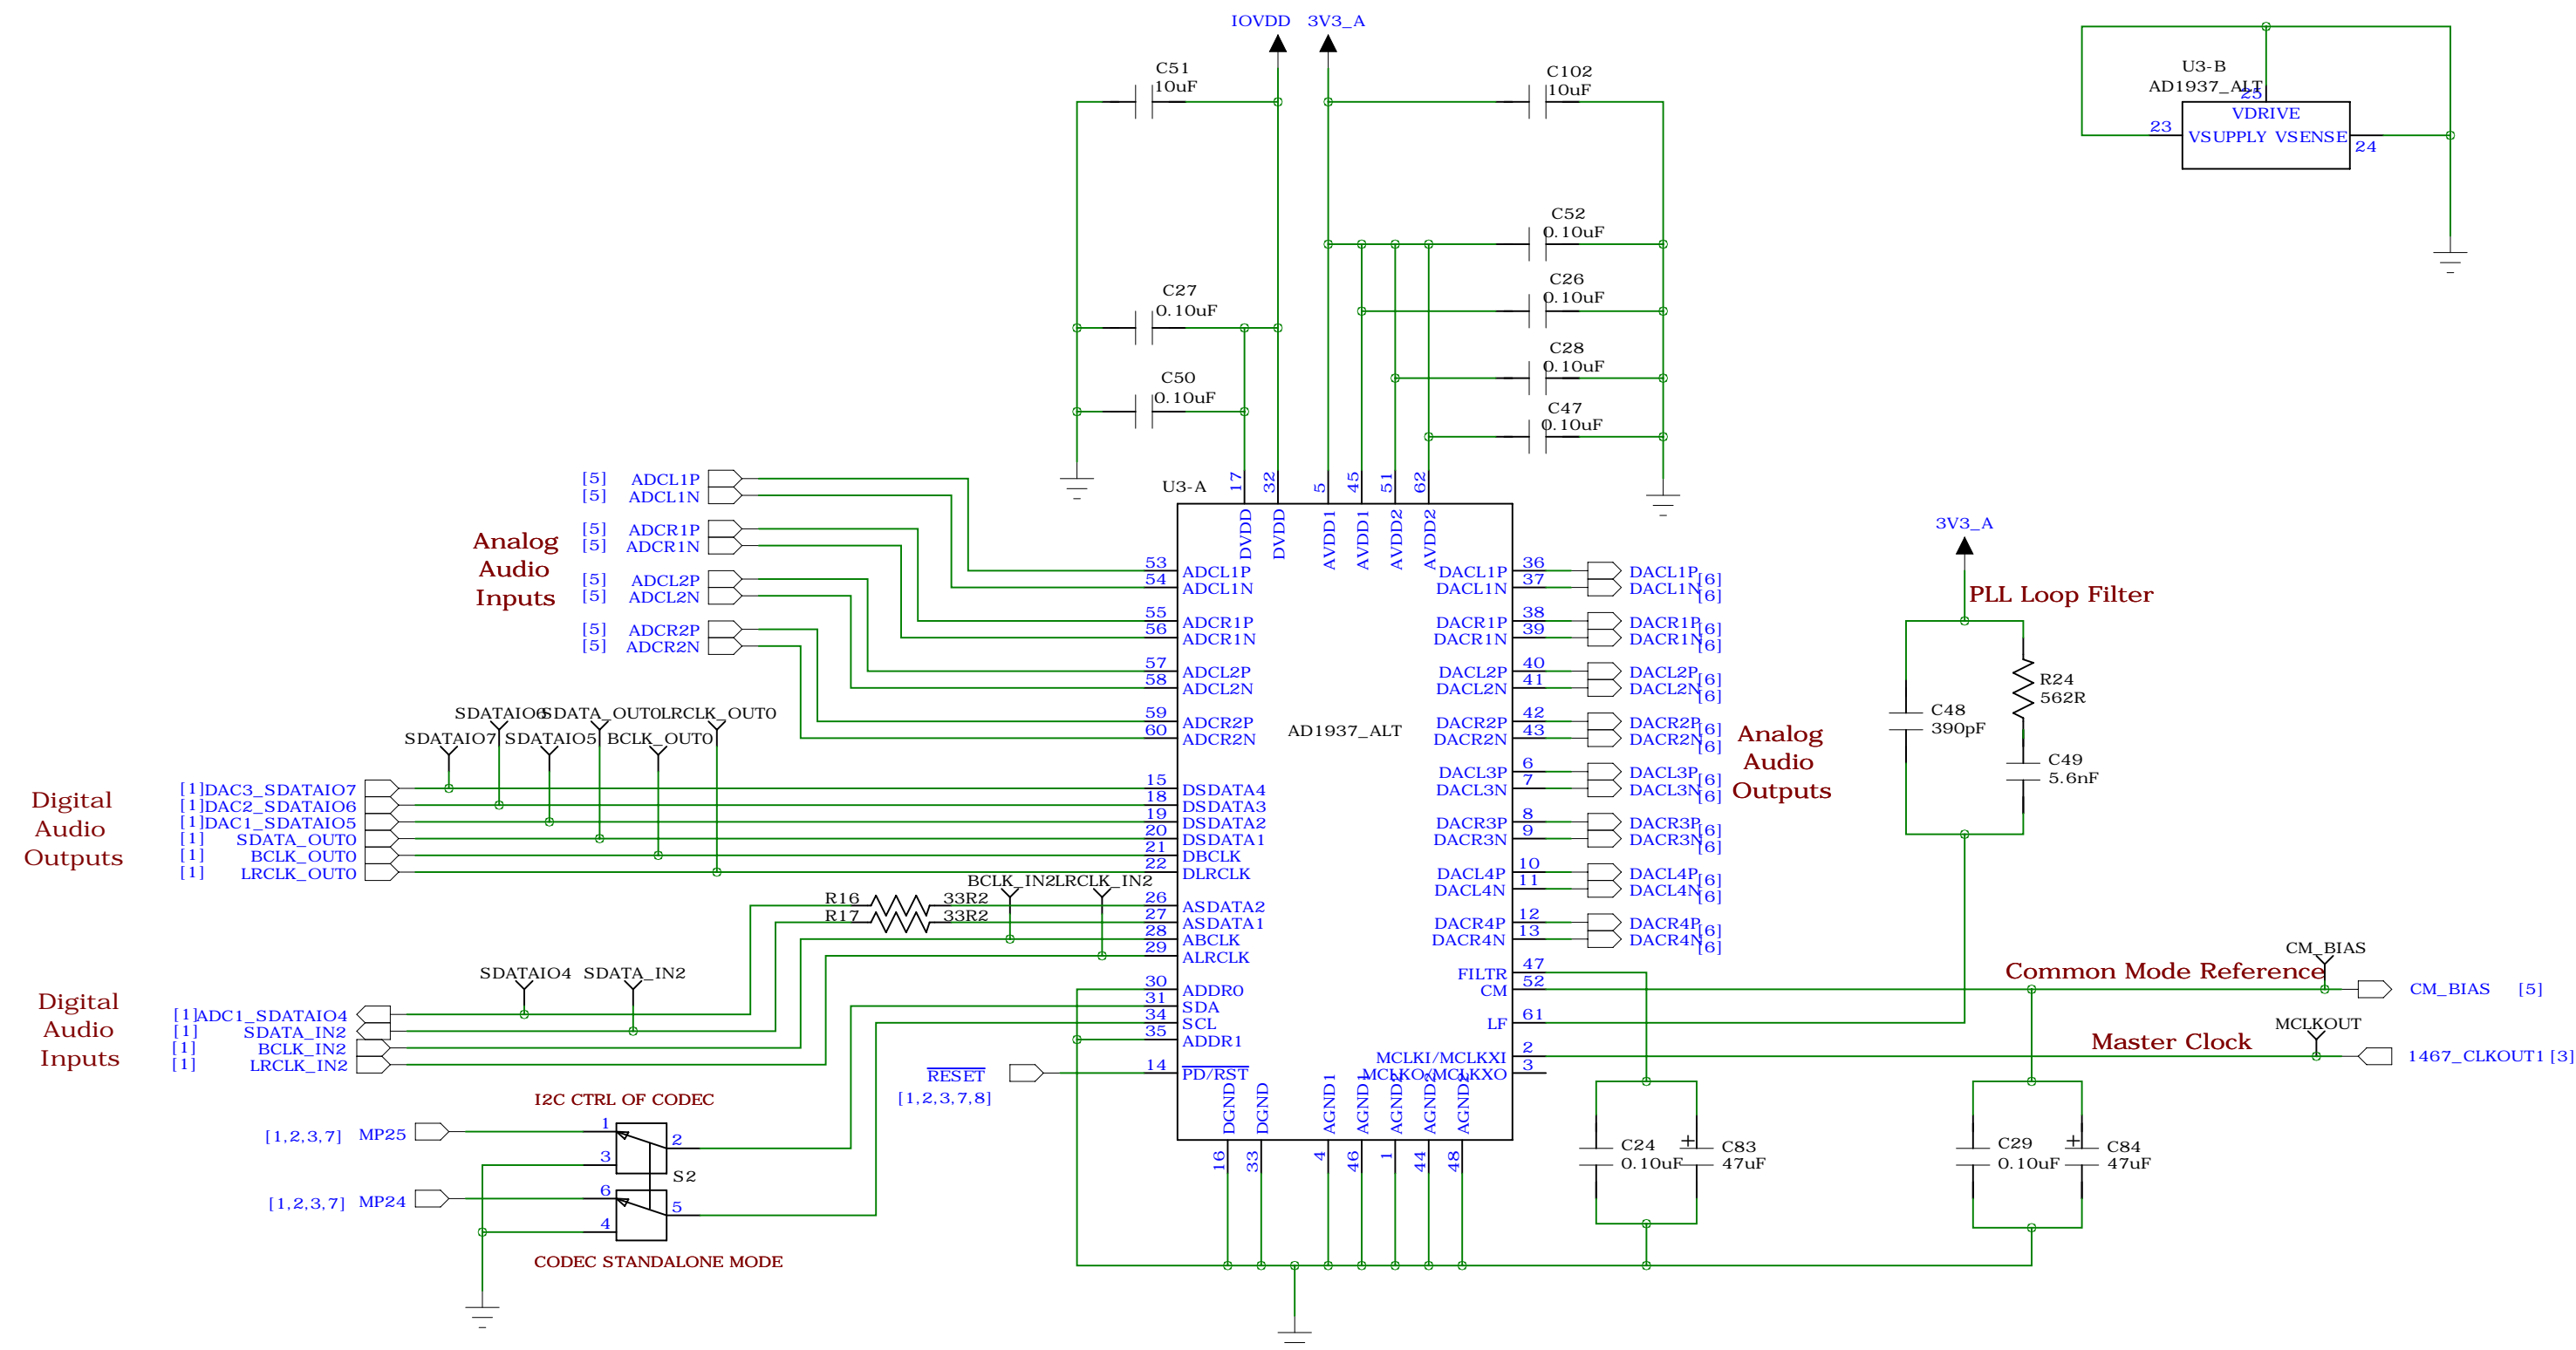 IOVDD 3V3_A
C51
10uF
C102
10uF
U3-B
AD1937_ALT
25
VDRIVE
23
VSUPPLY VSENSE
24
C52
0.10uF
C27
0.10uF
C26
0.10uF
C28
0.10uF
C50
0.10uF
C47
0.10uF
U3-A
17
32
5
45
51
62
DVDD
DVDD
AVDD1
AVDD1
AVDD2
AVDD2
Analog
Audio
Inputs
[5] ADCL1P
[5] ADCL1N
[5] ADCR1P
[5] ADCR1N
[5] ADCL2P
[5] ADCL2N
[5] ADCR2P
[5] ADCR2N
53 ADCL1P
54 ADCL1N
55 ADCR1P
56 ADCR1N
57 ADCL2P
58 ADCL2N
59 ADCR2P
60 ADCR2N
AD1937_ALT
SDATAIO6 SDATA_OUT0 LRCLK_OUT0
SDATAIO7 SDATAIO5 BCLK_OUT0
Digital
Audio
Outputs
[1] DAC3_SDATAIO7
[1] DAC2_SDATAIO6
[1] DAC1_SDATAIO5
[1] SDATA_OUT0
[1] BCLK_OUT0
[1] LRCLK_OUT0
15 DSDATA4
18 DSDATA3
19 DSDATA2
20 DSDATA1
21 DBCLK
22 DLRCLK
BCLK_IN2 LRCLK_IN2
R16 33R2
R17 33R2
26 ASDATA2
27 ASDATA1
28 ABCLK
29 ALRCLK
SDATAIO4 SDATA_IN2
Digital
Audio
Inputs
[1] ADC1_SDATAIO4
[1] SDATA_IN2
[1] BCLK_IN2
[1] LRCLK_IN2
30 ADDR0
31 SDA
34 SCL
35 ADDR1
RESET
[1,2,3,7,8]
14 PD/RST
I2C CTRL OF CODEC
[1,2,3,7] MP25
1
2
3
S2
[1,2,3,7] MP24
6
5
4
CODEC STANDALONE MODE
DACL1P 36 DACL1P [6]
DACL1N 37 DACL1N [6]
DACR1P 38 DACR1P [6]
DACR1N 39 DACR1N [6]
DACL2P 40 DACL2P [6]
DACL2N 41 DACL2N [6]
DACR2P 42 DACR2P [6]
DACR2N 43 DACR2N [6]
DACL3P 6 DACL3P [6]
DACL3N 7 DACL3N [6]
DACR3P 8 DACR3P [6]
DACR3N 9 DACR3N [6]
DACL4P 10 DACL4P [6]
DACL4N 11 DACL4N [6]
DACR4P 12 DACR4P [6]
DACR4N 13 DACR4N [6]
Analog
Audio
Outputs
FILTR 47
CM 52
LF 61
MCLKI/MCLKXI 2
MCLKO/MCLKXO 3
DGND
DGND
AGND1
AGND1
AGND2
AGND2
AGND2
16
33
4
46
1
44
48
3V3_A
PLL Loop Filter
R24
562R
C48
390pF
C49
5.6nF
CM_BIAS
Common Mode Reference
CM_BIAS [5]
MCLKOUT
Master Clock
1467_CLKOUT1 [3]
C24
0.10uF
+
C83
47uF
C29
0.10uF
+
C84
47uF